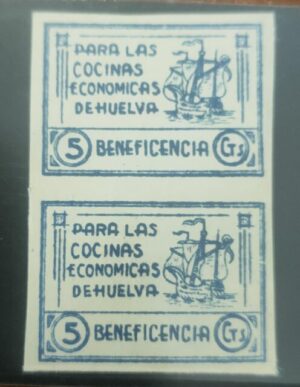 PARA LAS
COCINAS
ECONOMICAS
DE HUELVA
5 BENEFICENCIA Cts
PARA LAS
COCINAS
ECONOMICAS
DE HUELVA
5 BENEFICENCIA Cts